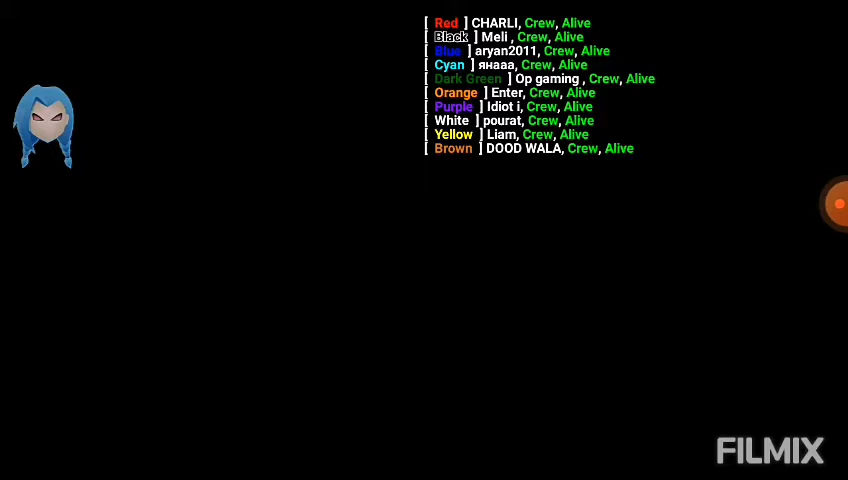 [ Red ] CHARLI, Crew, Alive
[ Black ] Meli , Crew, Alive
[ Blue ] aryan2011, Crew, Alive
[ Cyan ] янааа, Crew, Alive
[ Dark Green ] Op gaming , Crew, Alive
[ Orange ] Enter, Crew, Alive
[ Purple ] Idiot i, Crew, Alive
[ White ] pourat, Crew, Alive
[ Yellow ] Liam, Crew, Alive
[ Brown ] DOOD WALA, Crew, Alive
FILMIX